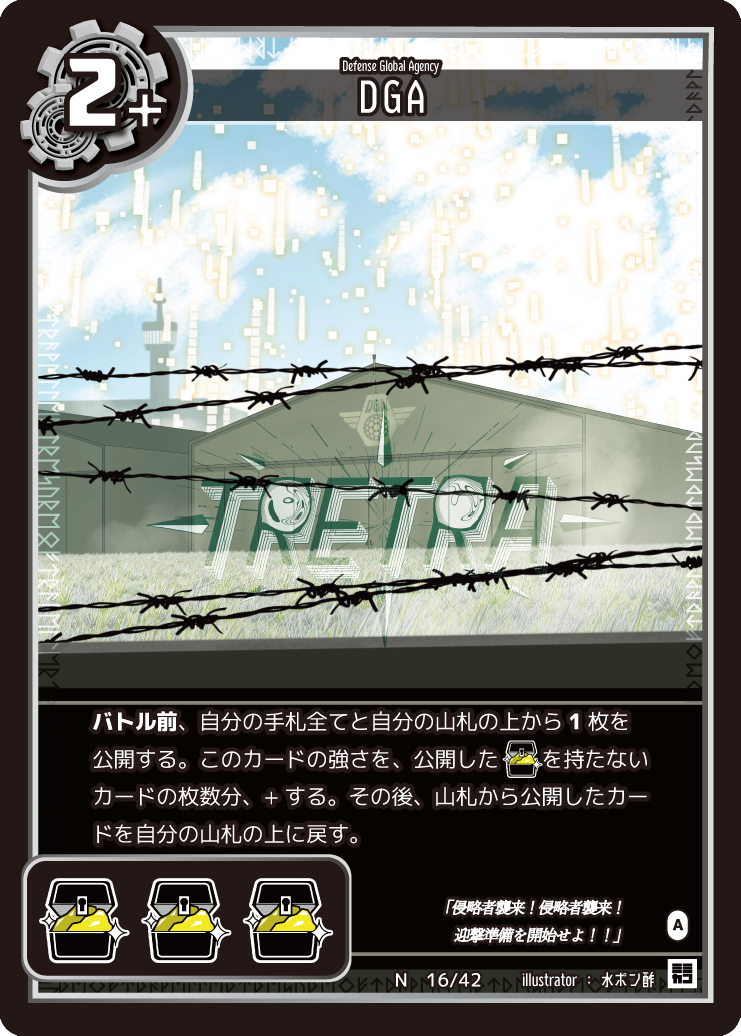 2+
Defense Global Agency
DGA
DGA
TRETRA
バトル前、自分の手札全てと自分の山札の上から1枚を
公開する。このカードの強さを、公開した を持たない
カードの枚数分、+する。その後、山札から公開したカー
ドを自分の山札の上に戻す。
「侵略者襲来！侵略者襲来！
迎撃準備を開始せよ！！」
A
N 16/42 illustrator : 水ポン酢